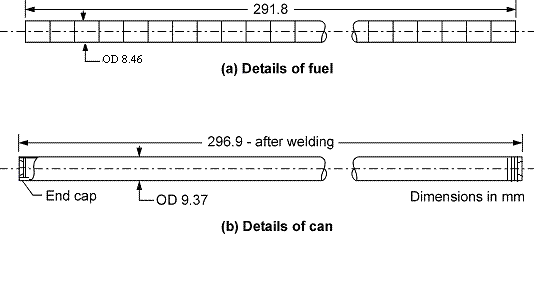 291.8
OD 8.46
(a) Details of fuel
296.9 - after welding
End cap
OD 9.37
Dimensions in mm
(b) Details of can